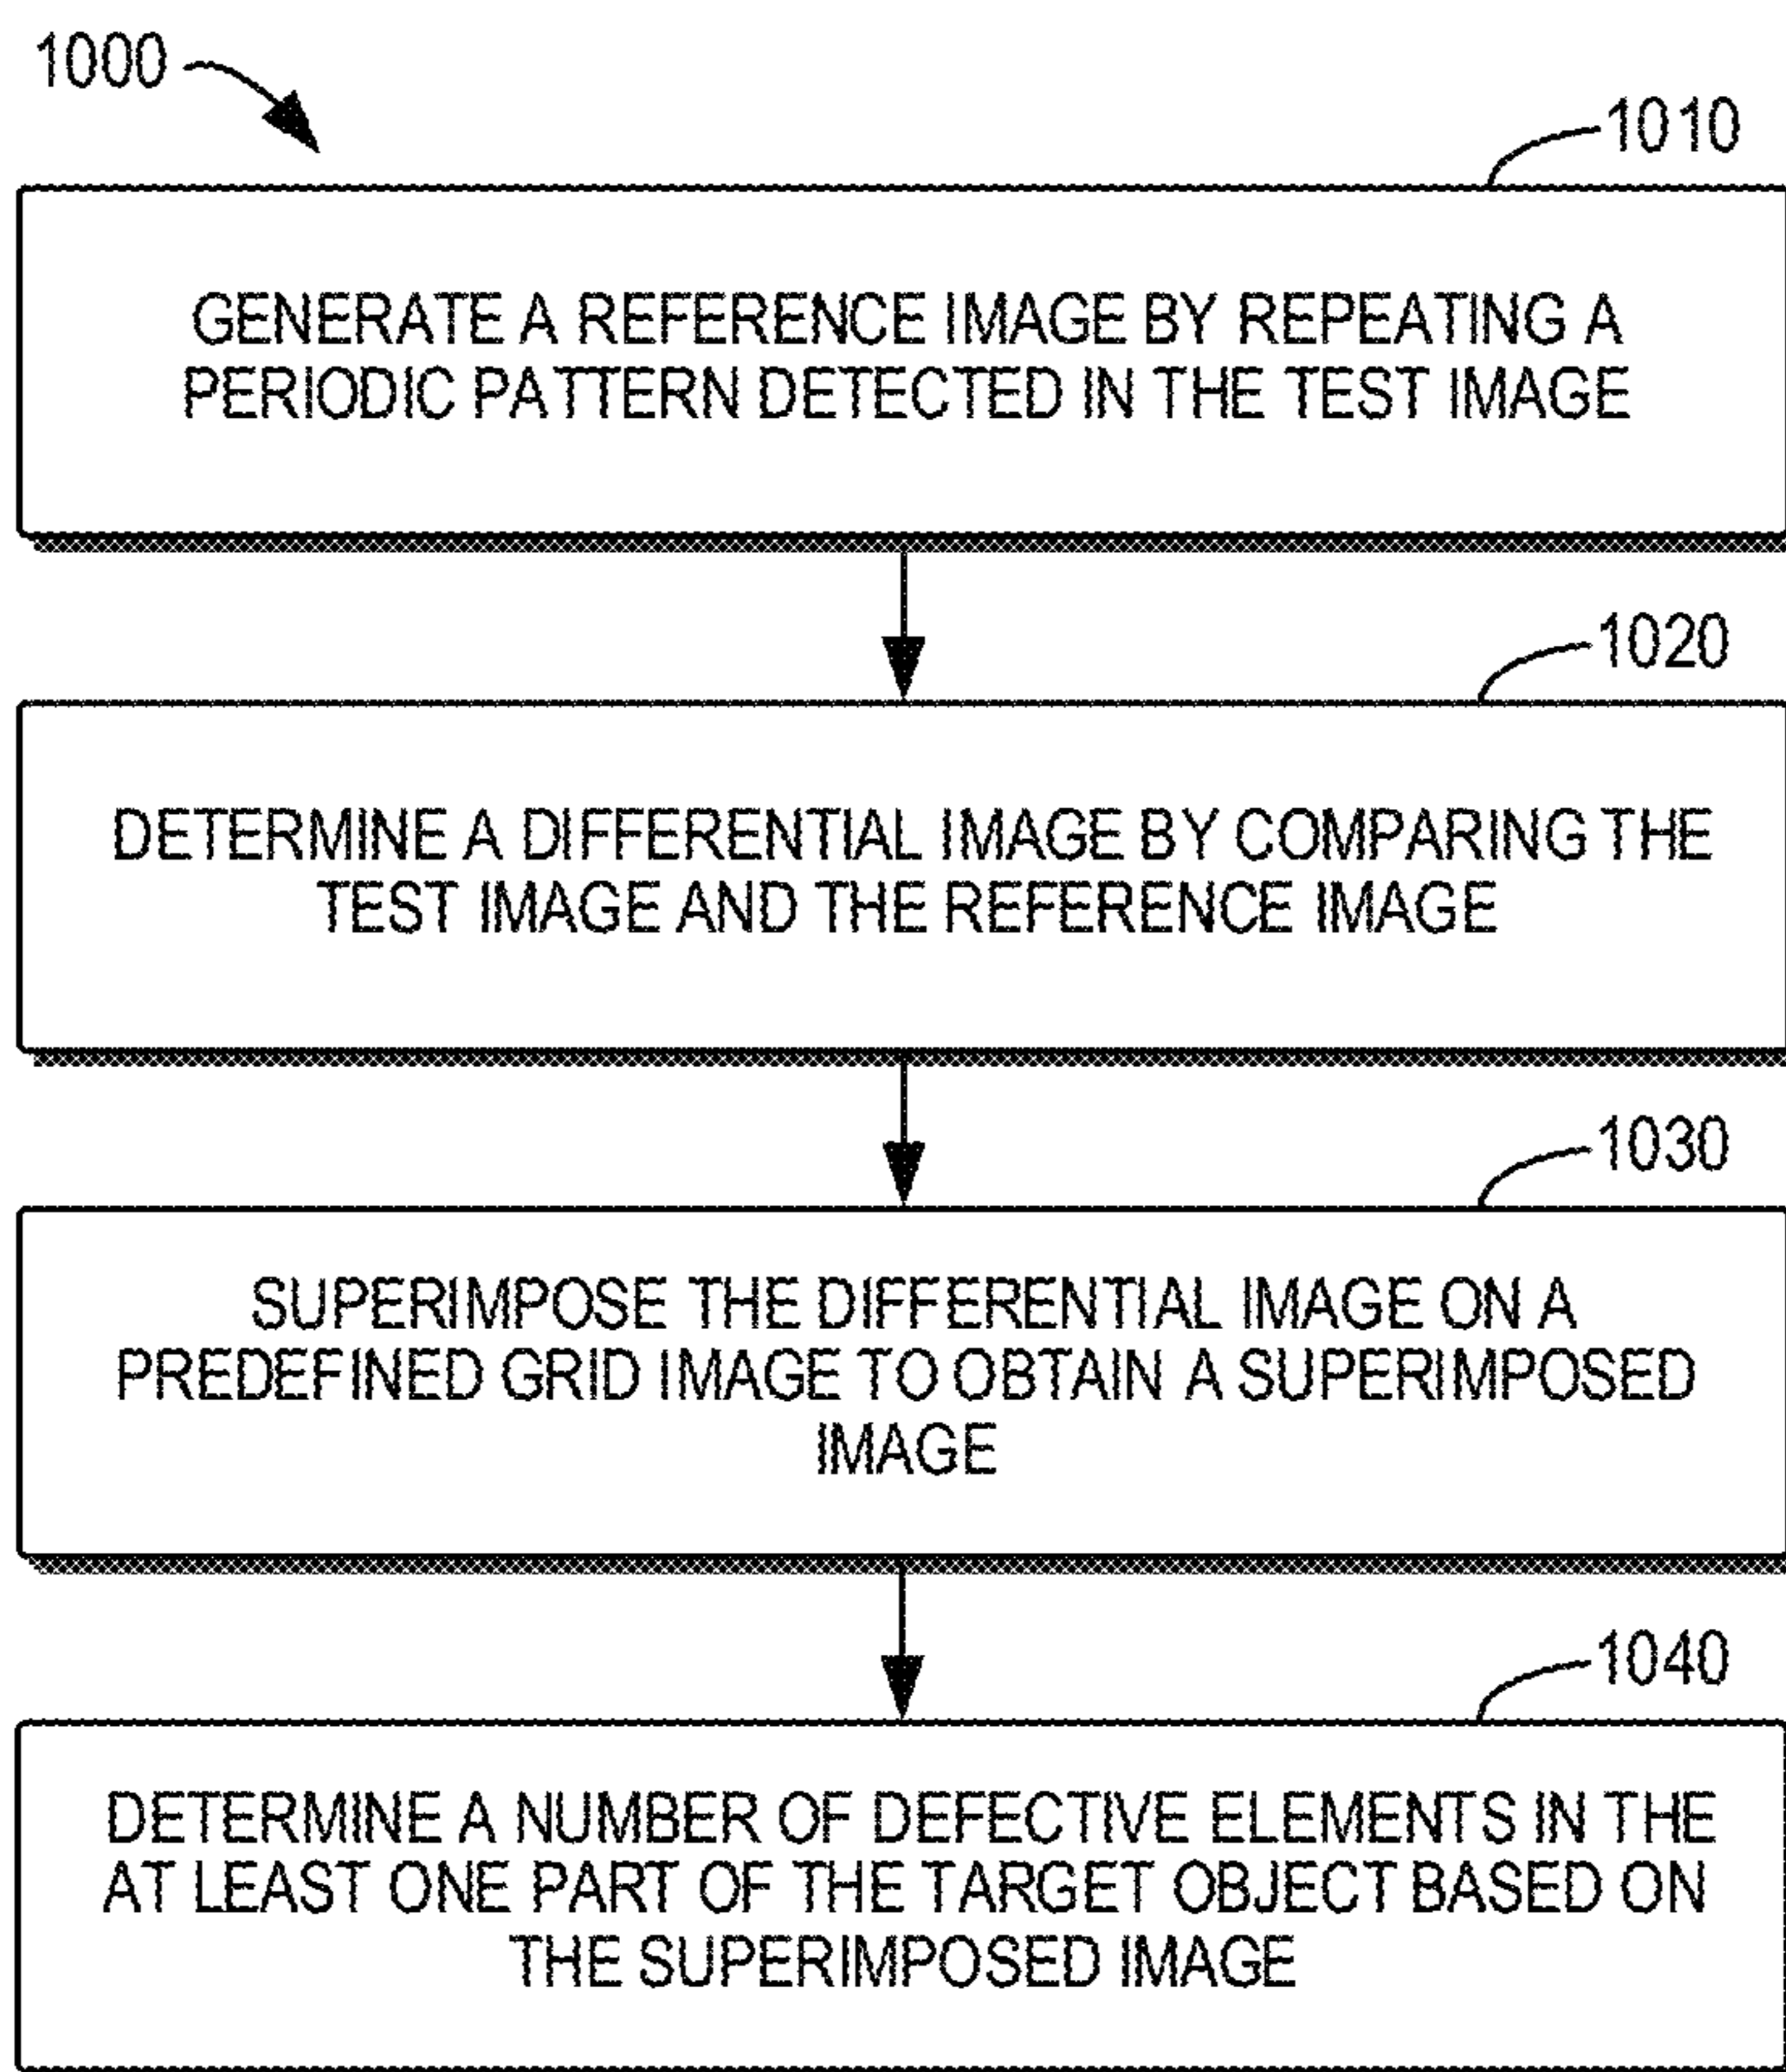 1000
1010
GENERATE A REFERENCE IMAGE BY REPEATING A
PERIODIC PATTERN DETECTED IN THE TEST IMAGE
1020
DETERMINE A DIFFERENTIAL IMAGE BY COMPARING THE
TEST IMAGE AND THE REFERENCE IMAGE
1030
SUPERIMPOSE THE DIFFERENTIAL IMAGE ON A
PREDEFINED GRID IMAGE TO OBTAIN A SUPERIMPOSED
IMAGE
1040
DETERMINE A NUMBER OF DEFECTIVE ELEMENTS IN THE
AT LEAST ONE PART OF THE TARGET OBJECT BASED ON
THE SUPERIMPOSED IMAGE